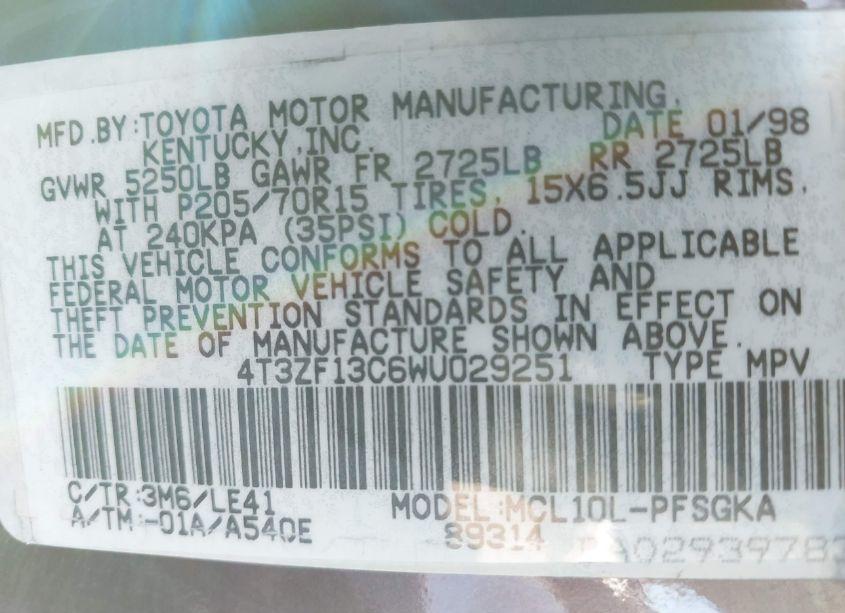 MFD.BY:TOYOTA MOTOR MANUFACTURING,
KENTUCKY,INC. DATE 01/98
GVWR 5250LB GAWR FR 2725LB RR 2725LB
WITH P205/70R15 TIRES, 15X6.5JJ RIMS,
AT 240KPA (35PSI) COLD.
THIS VEHICLE CONFORMS TO ALL APPLICABLE
FEDERAL MOTOR VEHICLE SAFETY AND
THEFT PREVENTION STANDARDS IN EFFECT ON
THE DATE OF MANUFACTURE SHOWN ABOVE.
4T3ZF13C6WU029251 TYPE MPV
C/TR:3M6/LE41 MODEL:MCL10L-PFSGKA
A/TM:-01A/A540E 89314